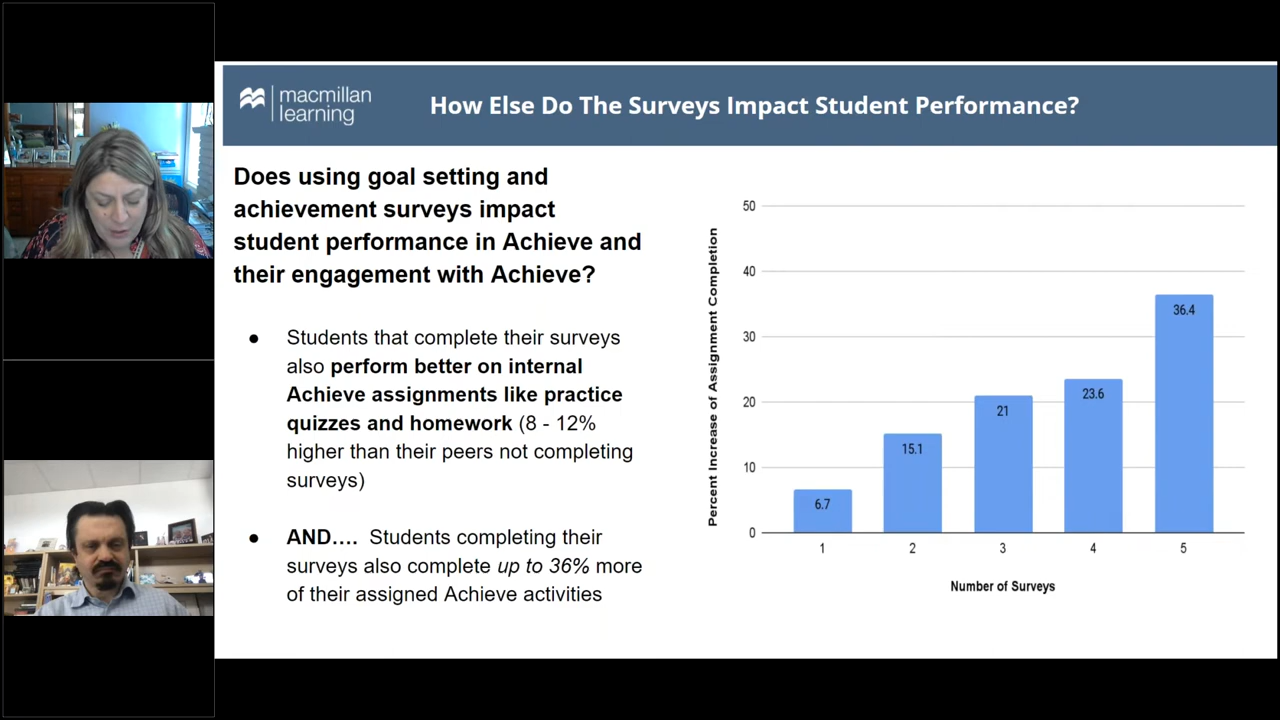 macmillan
learning
How Else Do The Surveys Impact Student Performance?
Does using goal setting and
achievement surveys impact
student performance in Achieve and
their engagement with Achieve?
● Students that complete their surveys
also perform better on internal
Achieve assignments like practice
quizzes and homework (8 - 12%
higher than their peers not completing
surveys)
● AND.... Students completing their
surveys also complete up to 36% more
of their assigned Achieve activities
Percent Increase of Assignment Completion
50
40
30
20
10
0
6.7
15.1
21
23.6
36.4
1
2
3
4
5
Number of Surveys